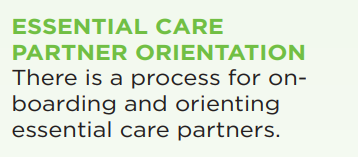 ESSENTIAL CARE
PARTNER ORIENTATION
There is a process for on-
boarding and orienting
essential care partners.